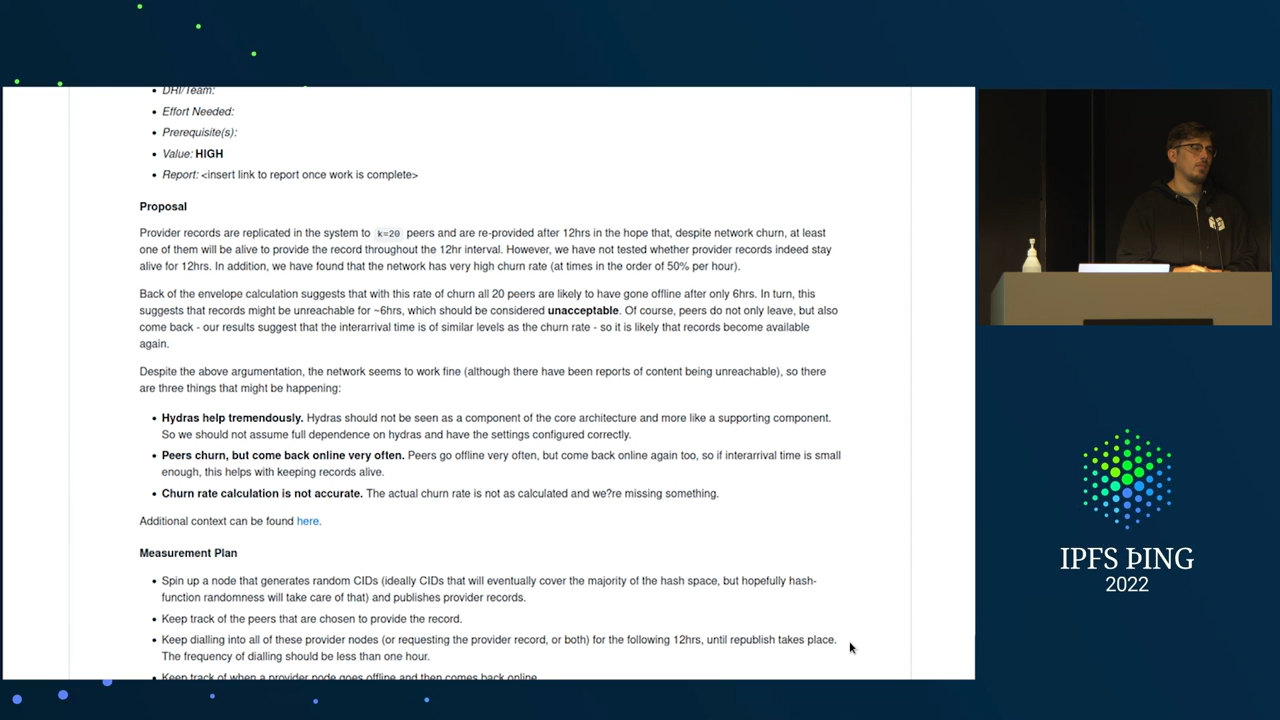 DRI/Team:
Effort Needed:
Prerequisite(s):
Value: HIGH
Report: <insert link to report once work is complete>
Proposal
Provider records are replicated in the system to k=20 peers and are re-provided after 12hrs in the hope that, despite network churn, at least
one of them will be alive to provide the record throughout the 12hr interval. However, we have not tested whether provider records indeed stay
alive for 12hrs. In addition, we have found that the network has very high churn rate (at times in the order of 50% per hour).
Back of the envelope calculation suggests that with this rate of churn all 20 peers are likely to have gone offline after only 6hrs. In turn, this
suggests that records might be unreachable for ~6hrs, which should be considered unacceptable. Of course, peers do not only leave, but also
come back - our results suggest that the interarrival time is of similar levels as the churn rate - so it is likely that records become available
again.
Despite the above argumentation, the network seems to work fine (although there have been reports of content being unreachable), so there
are three things that might be happening:
Hydras help tremendously. Hydras should not be seen as a component of the core architecture and more like a supporting component.
So we should not assume full dependence on hydras and have the settings configured correctly.
Peers churn, but come back online very often. Peers go offline very often, but come back online again too, so if interarrival time is small
enough, this helps with keeping records alive.
Churn rate calculation is not accurate. The actual churn rate is not as calculated and we?re missing something.
Additional context can be found here.
Measurement Plan
Spin up a node that generates random CIDs (ideally CIDs that will eventually cover the majority of the hash space, but hopefully hash-
function randomness will take care of that) and publishes provider records.
Keep track of the peers that are chosen to provide the record.
Keep dialling into all of these provider nodes (or requesting the provider record, or both) for the following 12hrs, until republish takes place.
The frequency of dialling should be less than one hour.
Keep track of when a provider node goes offline and then comes back online.
IPFS ÞING
2022